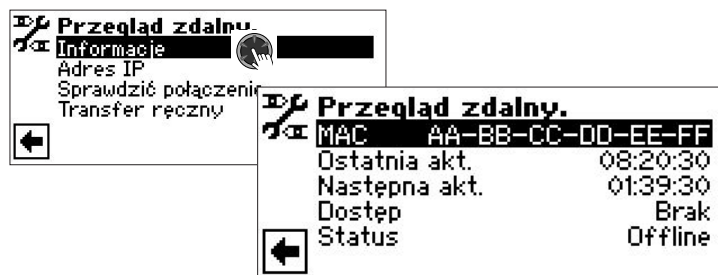 Przegląd zdalny.
Informacje
Adres IP
Sprawdzić połączenie
Transfer ręczny
Przegląd zdalny.
MAC AA-BB-CC-DD-EE-FF
Ostatnia akt. 08:20:30
Następna akt. 01:39:30
Dostęp Brak
Status Offline